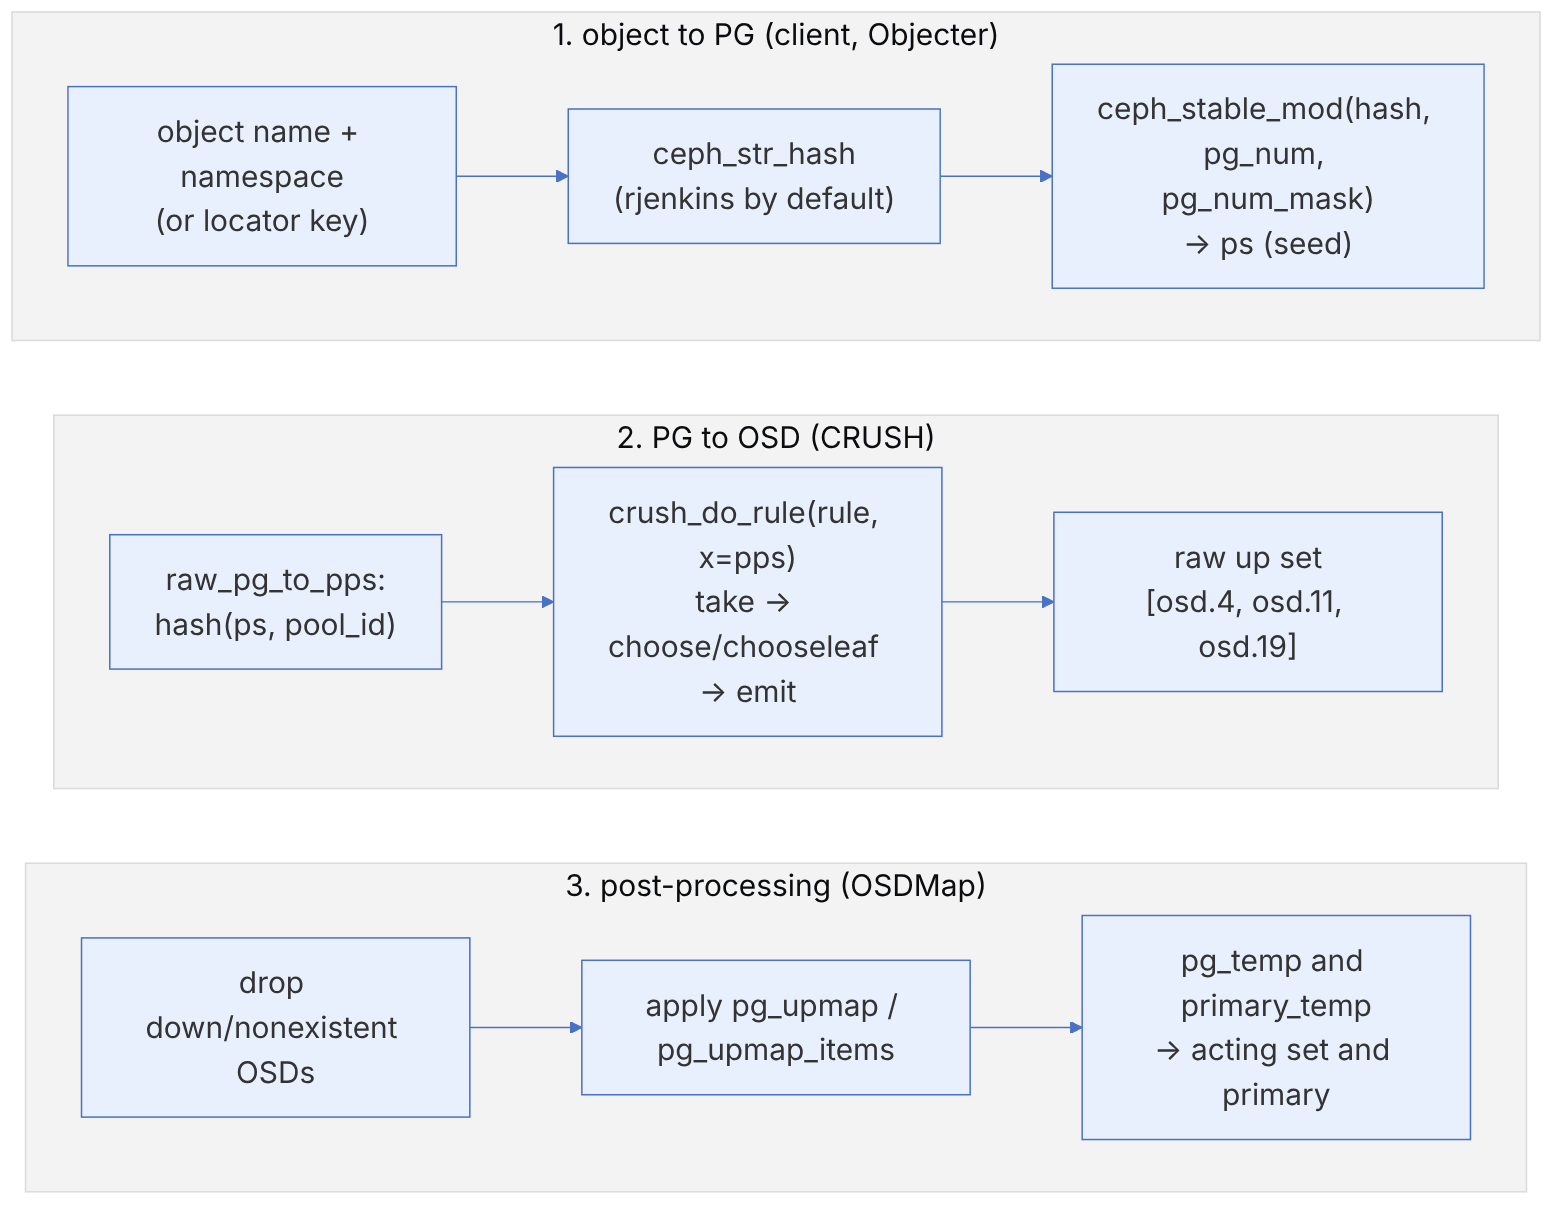 1. object to PG (client, Objecter)
object name +
namespace
(or locator key)
ceph_str_hash
(rjenkins by default)
ceph_stable_mod(hash,
pg_num,
pg_num_mask)
→ ps (seed)
2. PG to OSD (CRUSH)
raw_pg_to_pps:
hash(ps, pool_id)
crush_do_rule(rule,
x=pps)
take →
choose/chooseleaf
→ emit
raw up set
[osd.4, osd.11,
osd.19]
3. post-processing (OSDMap)
drop
down/nonexistent
OSDs
apply pg_upmap /
pg_upmap_items
pg_temp and
primary_temp
→ acting set and
primary